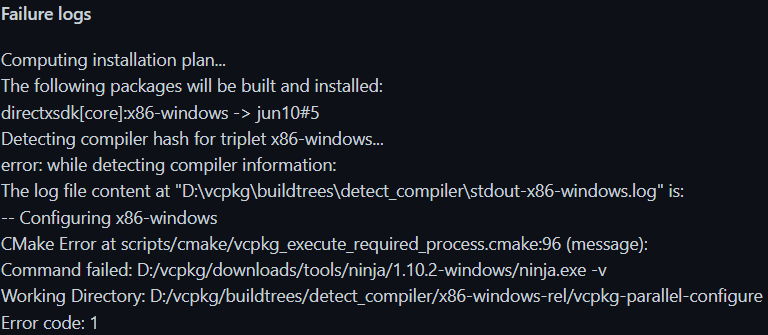 Failure logs
Computing installation plan...
The following packages will be built and installed:
directxsdk[core]:x86-windows -> jun10#5
Detecting compiler hash for triplet x86-windows...
error: while detecting compiler information:
The log file content at "D:\vcpkg\buildtrees\detect_compiler\stdout-x86-windows.log" is:
-- Configuring x86-windows
CMake Error at scripts/cmake/vcpkg_execute_required_process.cmake:96 (message):
Command failed: D:/vcpkg/downloads/tools/ninja/1.10.2-windows/ninja.exe -v
Working Directory: D:/vcpkg/buildtrees/detect_compiler/x86-windows-rel/vcpkg-parallel-configure
Error code: 1